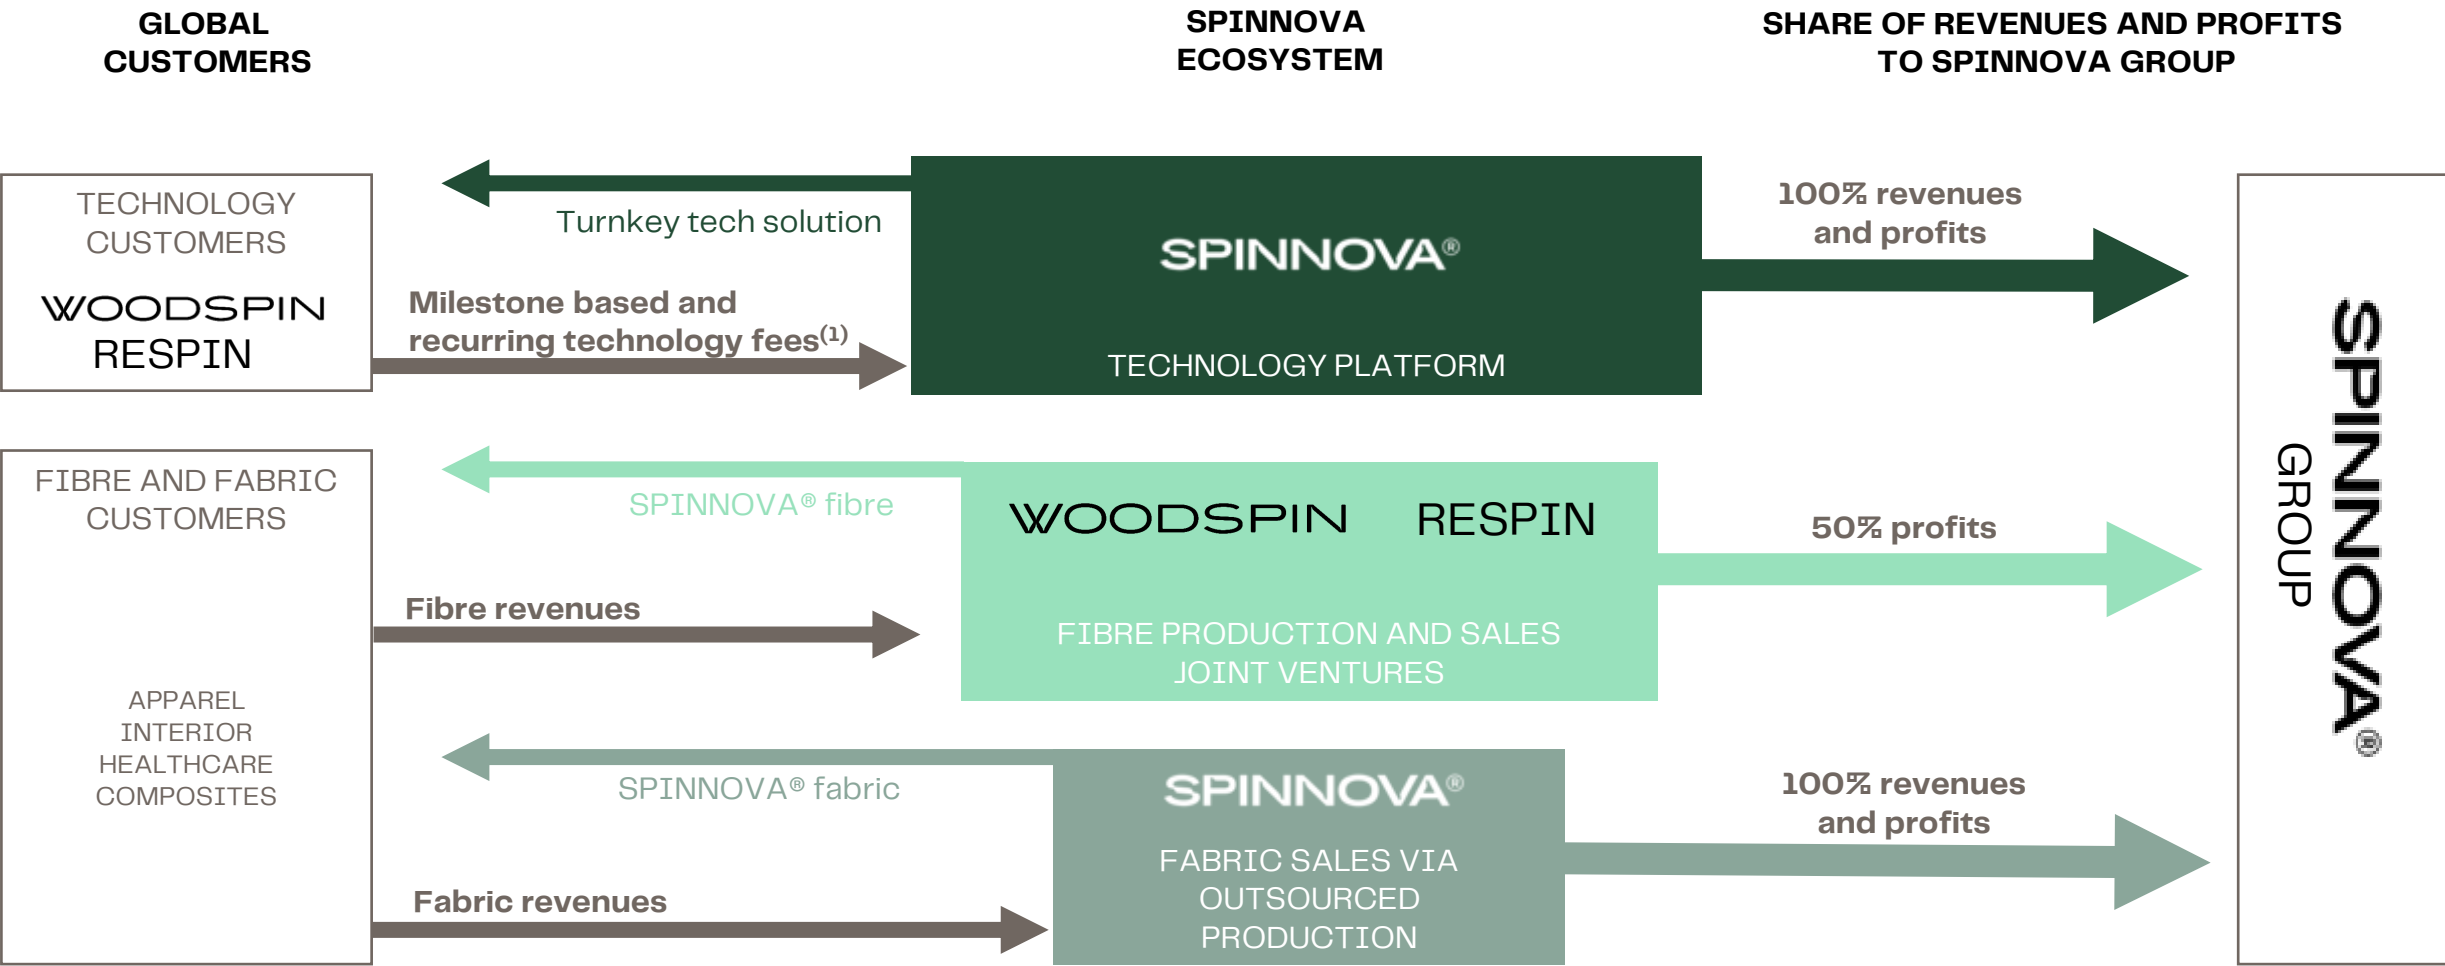 GLOBAL
CUSTOMERS
SPINNOVA
ECOSYSTEM
SHARE OF REVENUES AND PROFITS
TO SPINNOVA GROUP
TECHNOLOGY
CUSTOMERS
WOODSPIN
RESPIN
Turnkey tech solution
Milestone based and
recurring technology fees(1)
SPINNOVA®
TECHNOLOGY PLATFORM
100% revenues
and profits
FIBRE AND FABRIC
CUSTOMERS
APPAREL
INTERIOR
HEALTHCARE
COMPOSITES
SPINNOVA® fibre
Fibre revenues
WOODSPIN RESPIN
FIBRE PRODUCTION AND SALES
JOINT VENTURES
50% profits
SPINNOVA® fabric
Fabric revenues
SPINNOVA®
FABRIC SALES VIA
OUTSOURCED
PRODUCTION
100% revenues
and profits
SPINNOVA®
GROUP